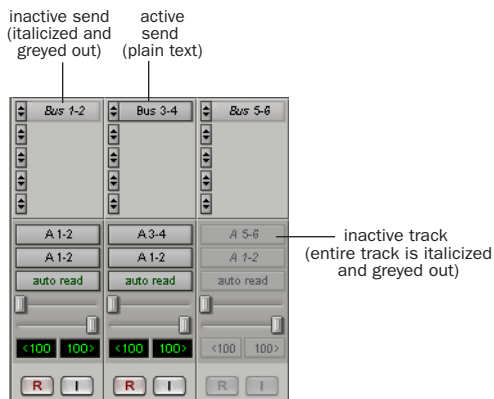 inactive send
(italicized and
greyed out)
active
send
(plain text)
Bus 1-2
Bus 3-4
Bus 5-6
A 1-2
A 3-4
A 5-6
A 1-2
A 1-2
A 1-2
auto read
auto read
auto read
inactive track
(entire track is italicized
and greyed out)
<100 100>
<100 100>
<100 100>
R I
R I
R I